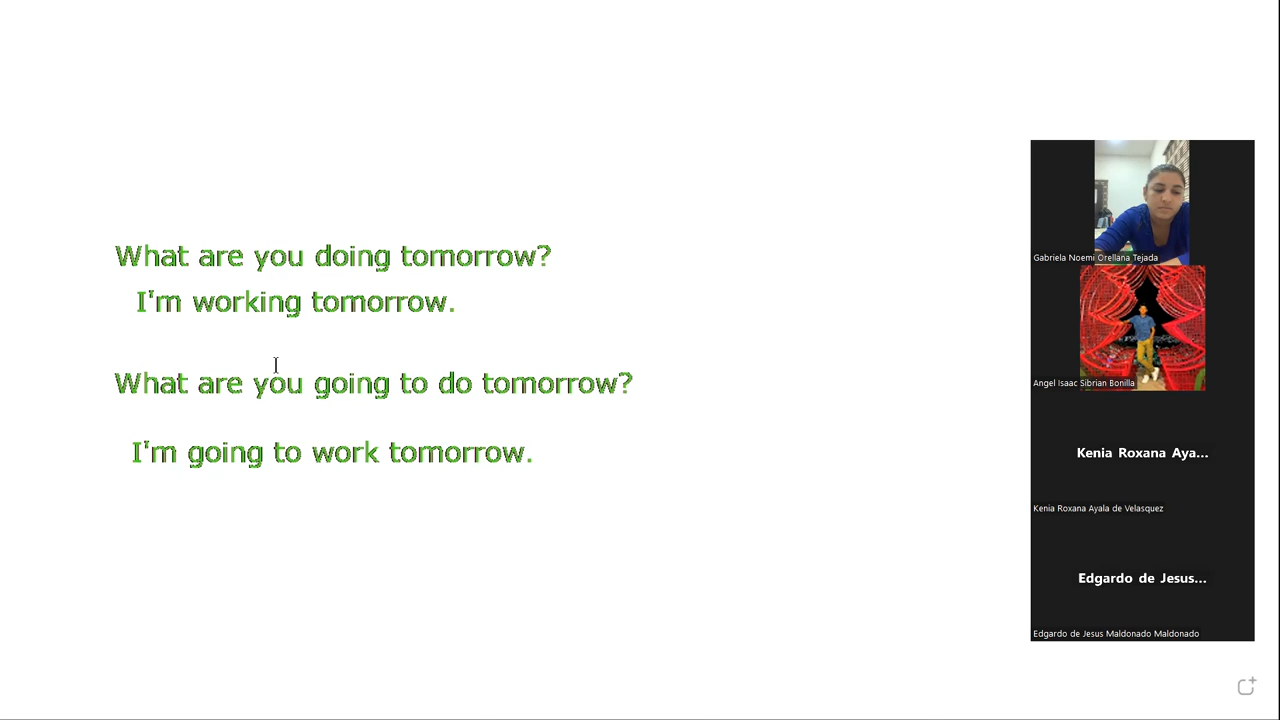 What are you doing tomorrow?
I'm working tomorrow.
What are you going to do tomorrow?
I'm going to work tomorrow.
Gabriela Noemi Orellana Tejada
Angel Isaac Sibrian Bonilla
Kenia Roxana Aya...
Kenia Roxana Ayala de Velasquez
Edgardo de Jesus...
Edgardo de Jesus Maldonado Maldonado